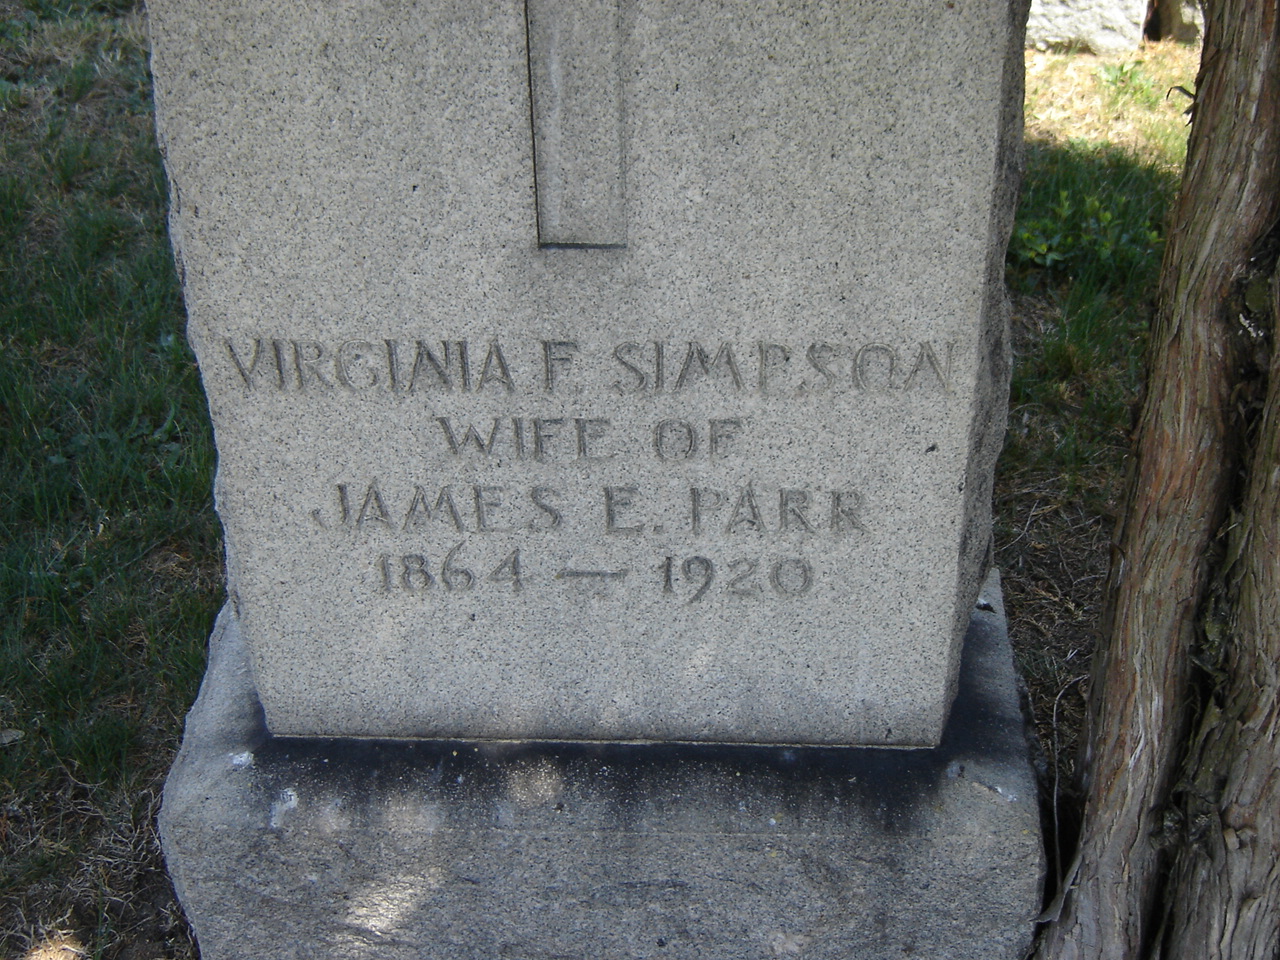 VIRGINIA F. SIMPSON
WIFE OF
JAMES E. PARR
1864 — 1920